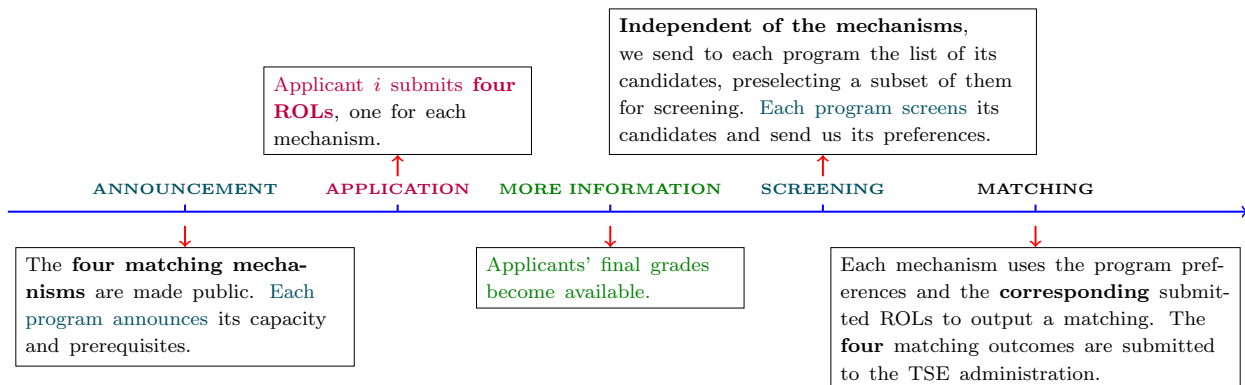 Independent of the mechanisms,
we send to each program the list of its
candidates, preselecting a subset of them
for screening. Each program screens its
candidates and send us its preferences.
Applicant i submits four
ROLs, one for each
mechanism.
ANNOUNCEMENT
APPLICATION
MORE INFORMATION
SCREENING
MATCHING
The four matching mecha-
nisms are made public. Each
program announces its capacity
and prerequisites.
Applicants’ final grades
become available.
Each mechanism uses the program pref-
erences and the corresponding submit-
ted ROLs to output a matching. The
four matching outcomes are submitted
to the TSE administration.